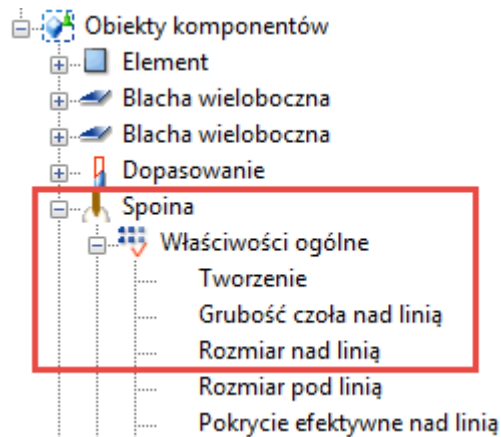 Obiekty komponentów
Element
Blacha wieloboczna
Blacha wieloboczna
Dopasowanie
Spoina
Właściwości ogólne
Tworzenie
Grubość czoła nad linią
Rozmiar nad linią
Rozmiar pod linią
Pokrycie efektywne nad linią